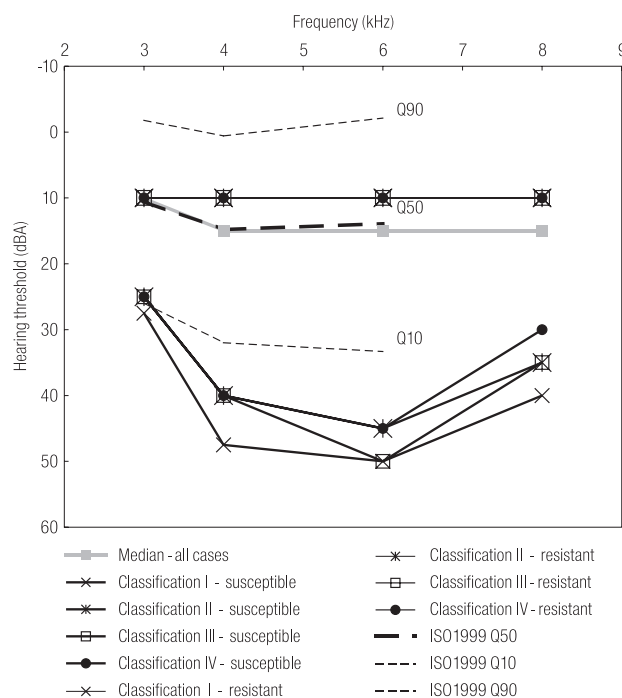 Frequency (kHz)
2 3 4 5 6 7 8 9
-10
0
10
20
30
40
50
60
Hearing threshold (dBA)
Q90
Q50
Q10
Median - all cases
Classification I - susceptible
Classification II - susceptible
Classification III - susceptible
Classification IV - susceptible
Classification I - resistant
Classification II - resistant
Classification III - resistant
Classification IV - resistant
ISO1999 Q50
ISO1999 Q10
ISO1999 Q90